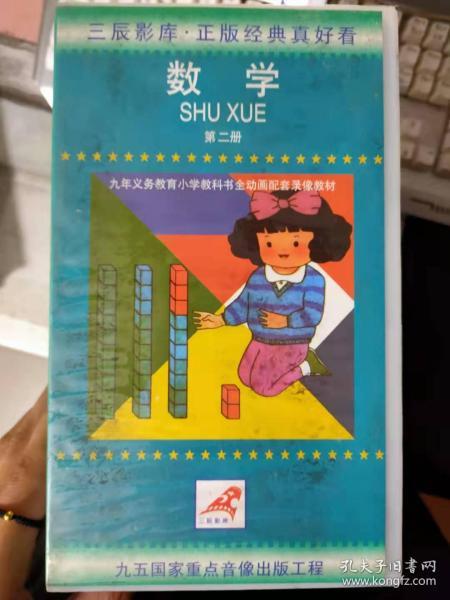 三辰影库·正版经典真好看
数学
SHU XUE
第二册
九年义务教育小学教科书全动画配套录像教材
三辰影库
九五国家重点音像出版工程
孔夫子旧书网
www.kongfz.com